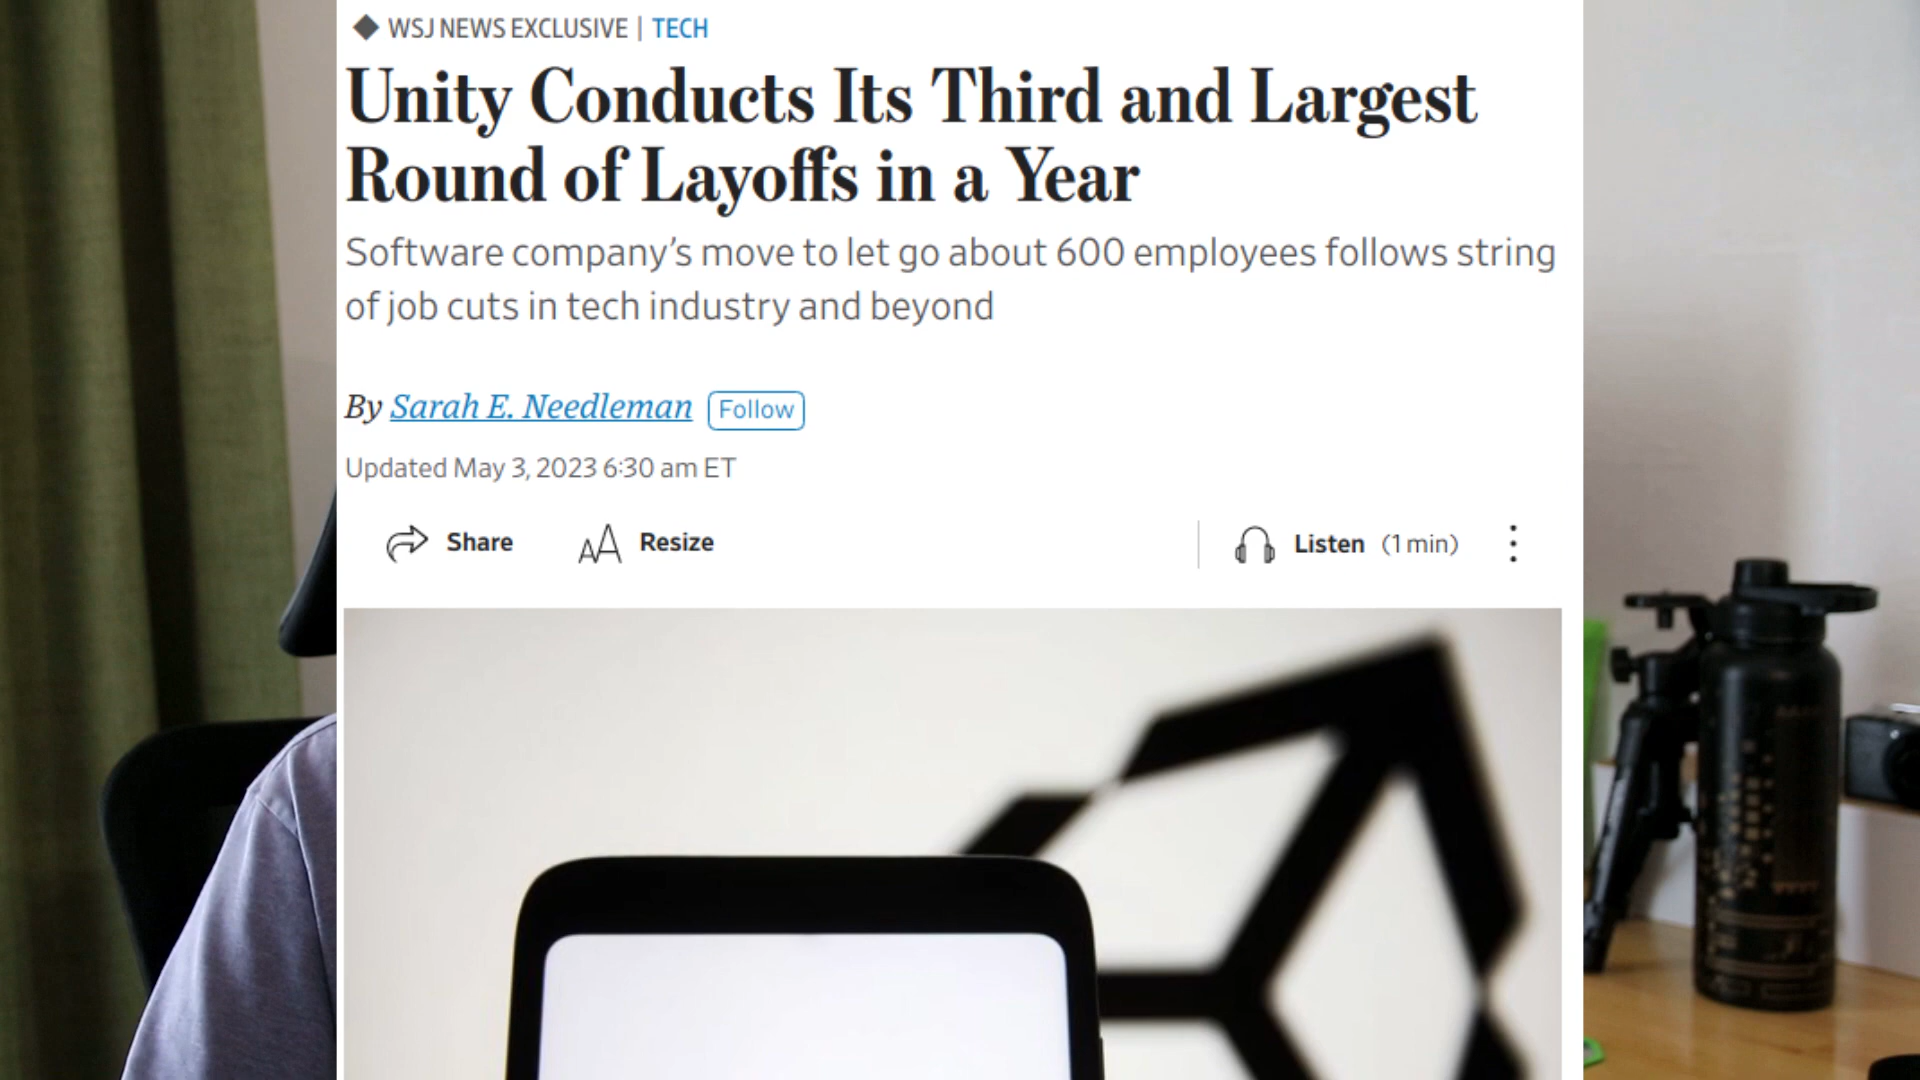 WSJ NEWS EXCLUSIVE | TECH
Unity Conducts Its Third and Largest
Round of Layoffs in a Year
Software company’s move to let go about 600 employees follows string
of job cuts in tech industry and beyond
By Sarah E. Needleman Follow
Updated May 3, 2023 6:30 am ET
Share AA Resize Listen (1 min)